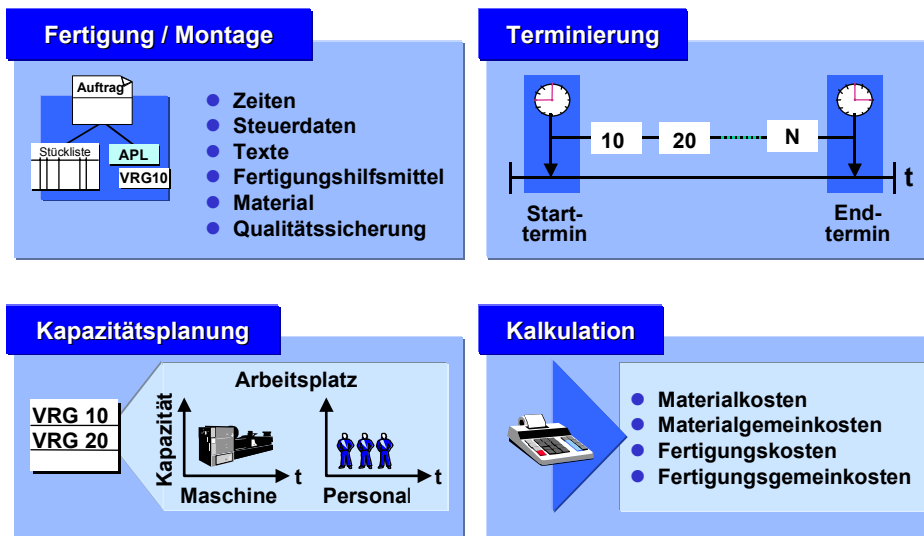 Fertigung / Montage
Auftrag
Stückliste
APL
VRG10
Zeiten
Steuerdaten
Texte
Fertigungshilfsmittel
Material
Qualitätssicherung
Terminierung
10
20
N
t
Start-
termin
End-
termin
Kapazitätsplanung
VRG 10
VRG 20
Arbeitsplatz
Kapazität
t
Maschine
t
Personal
Kalkulation
Materialkosten
Materialgemeinkosten
Fertigungskosten
Fertigungsgemeinkosten